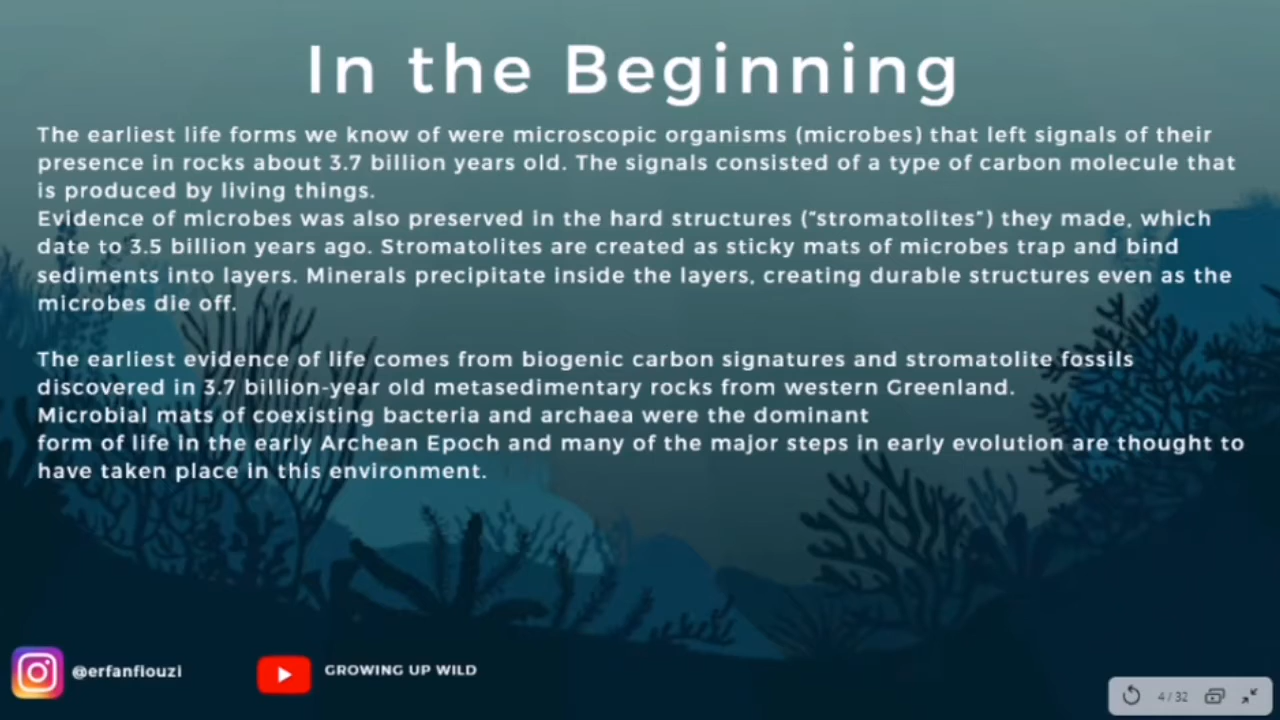 In the Beginning
The earliest life forms we know of were microscopic organisms (microbes) that left signals of their
presence in rocks about 3.7 billion years old. The signals consisted of a type of carbon molecule that
is produced by living things.
Evidence of microbes was also preserved in the hard structures (“stromatolites”) they made, which
date to 3.5 billion years ago. Stromatolites are created as sticky mats of microbes trap and bind
sediments into layers. Minerals precipitate inside the layers, creating durable structures even as the
microbes die off.
The earliest evidence of life comes from biogenic carbon signatures and stromatolite fossils
discovered in 3.7 billion-year old metasedimentary rocks from western Greenland.
Microbial mats of coexisting bacteria and archaea were the dominant
form of life in the early Archean Epoch and many of the major steps in early evolution are thought to
have taken place in this environment.
@erfanfiouzi
GROWING UP WILD
4 / 32